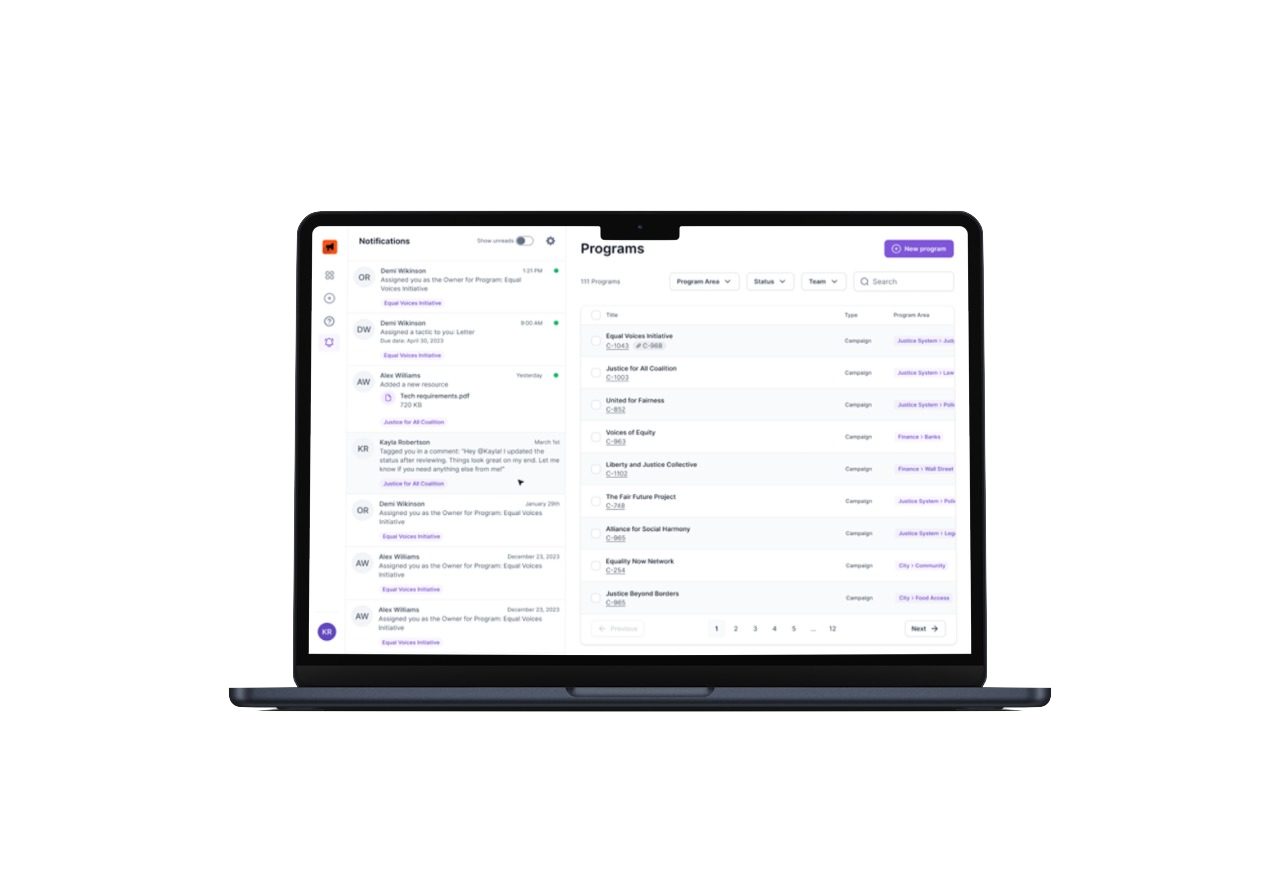 Notifications
Show unreads
OR
Demi Wikinson
1:21 PM
Assigned you as the Owner for Program: Equal
Voices Initiative
Equal Voices Initiative
DW
Demi Wikinson
9:00 AM
Assigned a tactic to you: Letter
Due date: April 30, 2023
Equal Voices Initiative
AW
Alex Williams
Yesterday
Added a new resource
Tech requirements.pdf
720 KB
Justice for All Coalition
KR
Kayla Robertson
March 1st
Tagged you in a comment: "Hey @Kayla! I updated the
status after reviewing. Things look great on my end. Let me
know if you need anything else from me!"
Justice for All Coalition
OR
Demi Wikinson
January 29th
Assigned you as the Owner for Program: Equal Voices
Initiative
Equal Voices Initiative
AW
Alex Williams
December 23, 2023
Assigned you as the Owner for Program: Equal Voices
Initiative
Equal Voices Initiative
AW
Alex Williams
December 23, 2023
Assigned you as the Owner for Program: Equal Voices
Initiative
Equal Voices Initiative
KR
Programs
New program
111 Programs
Program Area
Status
Team
Search
Title
Type
Program Area
Equal Voices Initiative
C-1043 C-968
Campaign
Justice System › Judg
Justice for All Coalition
C-1003
Campaign
Justice System › Law
United for Fairness
C-852
Campaign
Justice System › Polic
Voices of Equity
C-963
Campaign
Finance › Banks
Liberty and Justice Collective
C-1102
Campaign
Finance › Wall Street
The Fair Future Project
C-748
Campaign
Justice System › Polic
Alliance for Social Harmony
C-965
Campaign
Justice System › Lega
Equality Now Network
C-254
Campaign
City › Community
Justice Beyond Borders
C-965
Campaign
City › Food Access
Previous
1 2 3 4 5 ... 12
Next